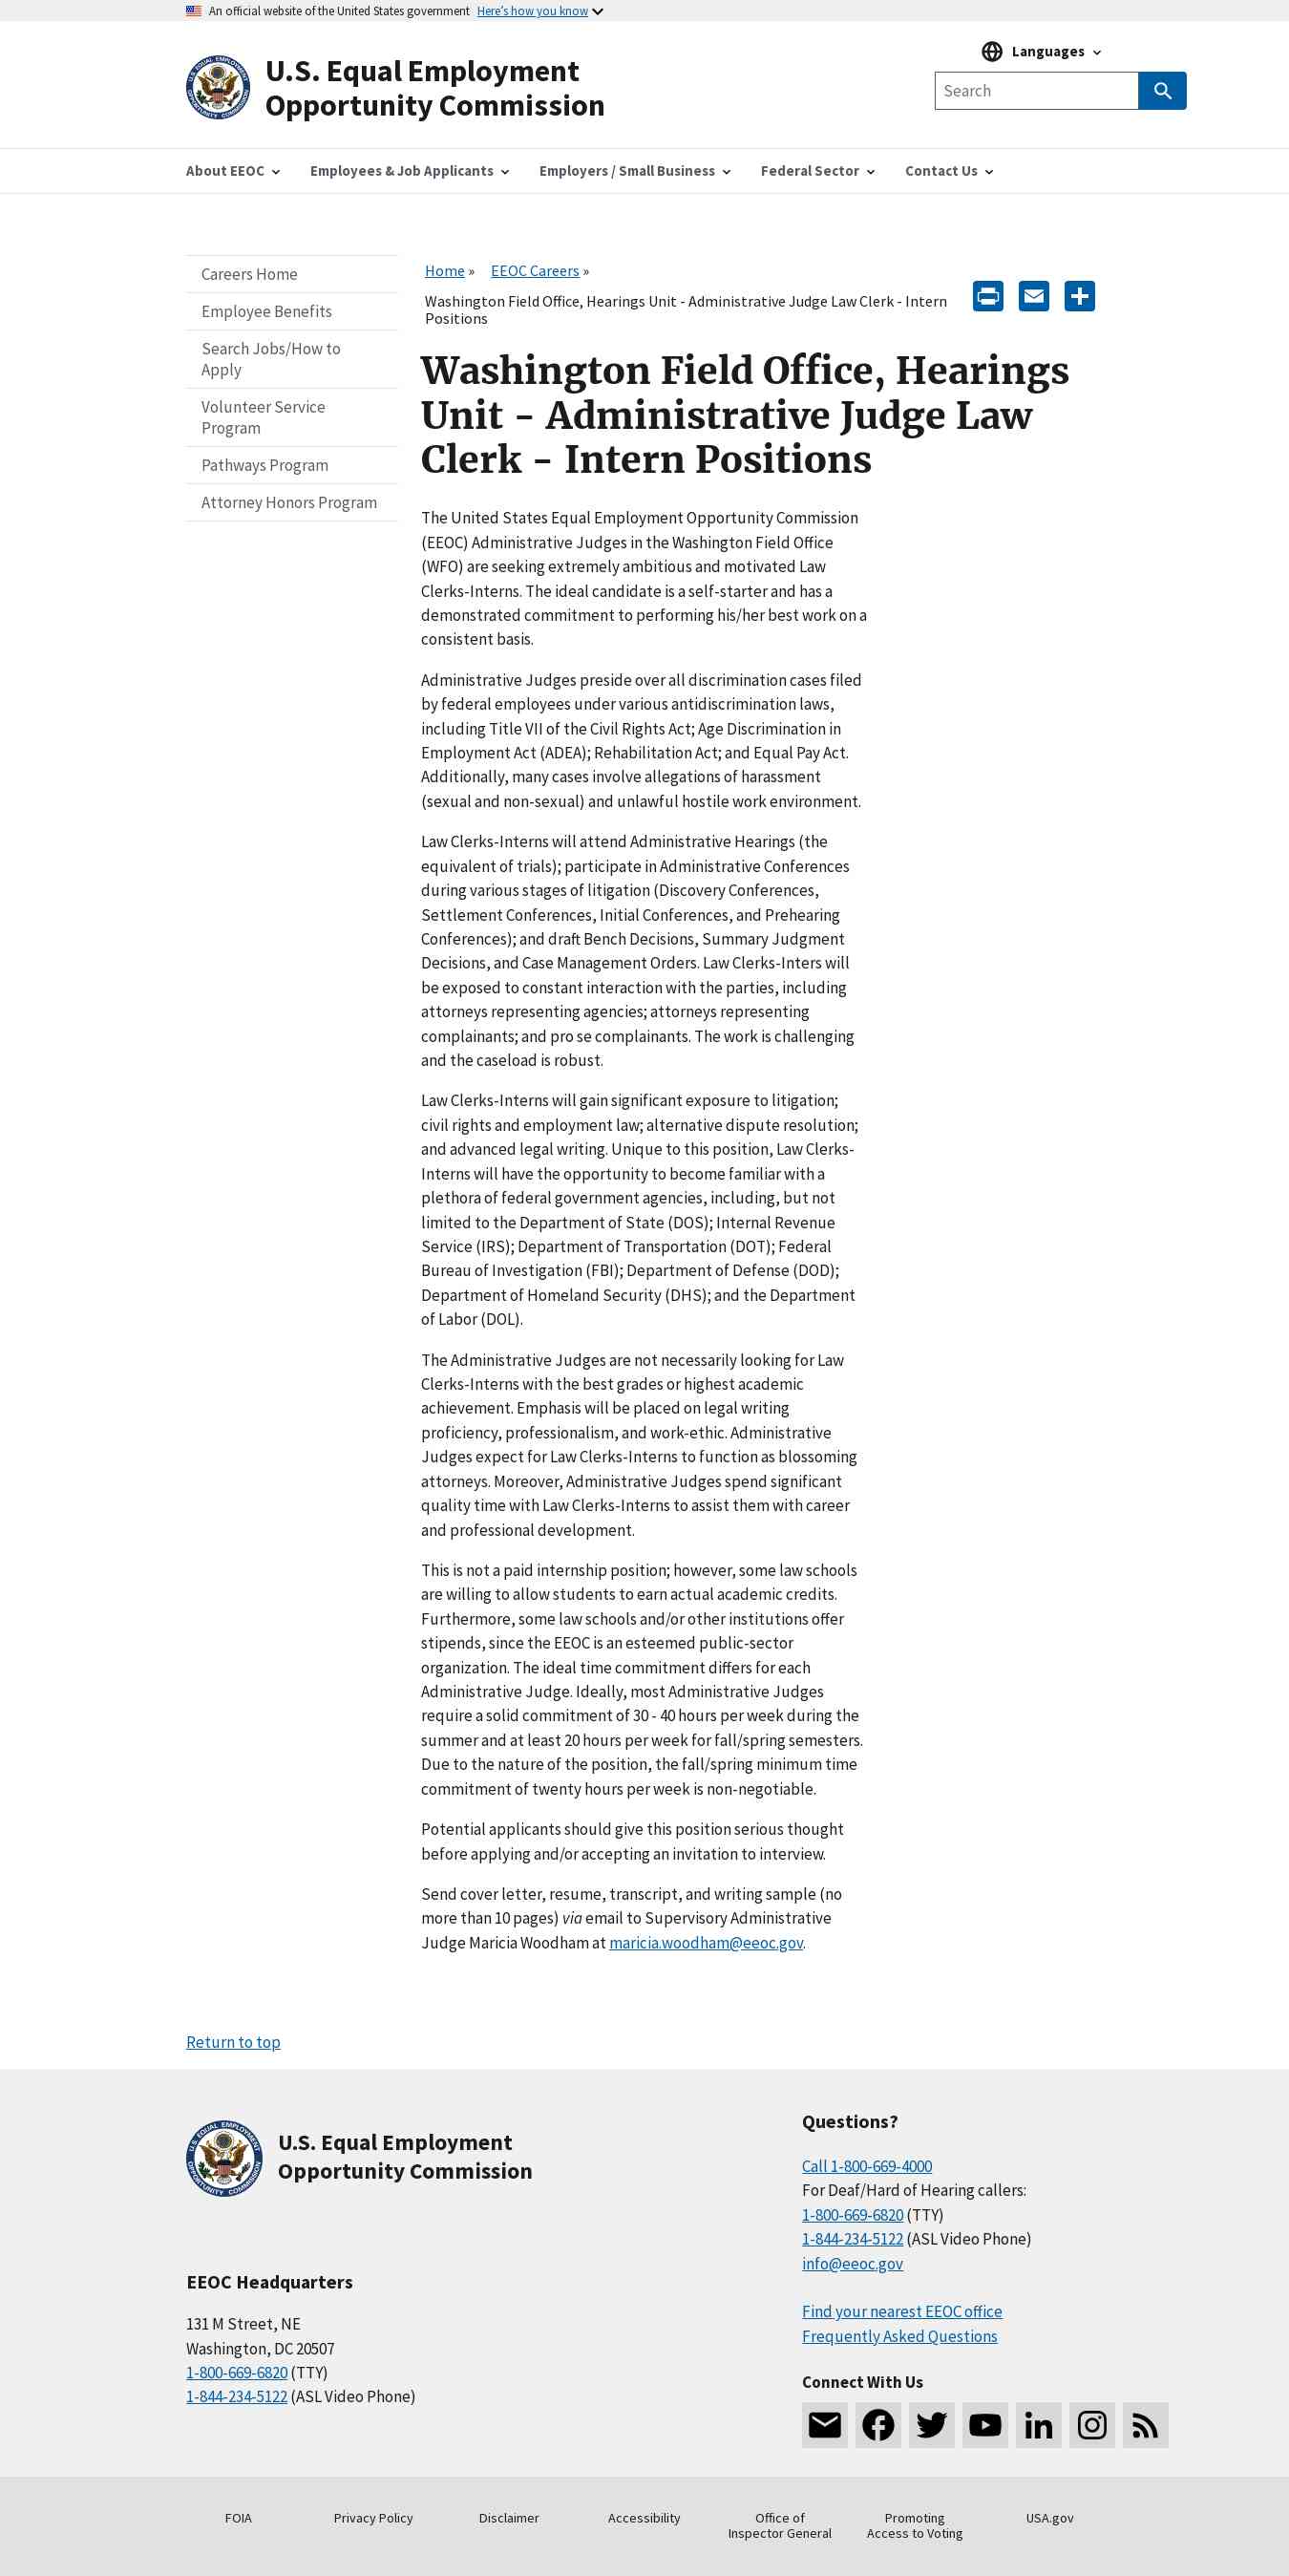 An official website of the United States government Here's how you know
U.S. Equal Employment
Opportunity Commission
Languages
Search
About EEOC
Employees & Job Applicants
Employers / Small Business
Federal Sector
Contact Us
Careers Home
Employee Benefits
Search Jobs/How to
Apply
Volunteer Service
Program
Pathways Program
Attorney Honors Program
Home » EEOC Careers »
Washington Field Office, Hearings Unit - Administrative Judge Law Clerk - Intern
Positions
Washington Field Office, Hearings
Unit - Administrative Judge Law
Clerk - Intern Positions
The United States Equal Employment Opportunity Commission
(EEOC) Administrative Judges in the Washington Field Office
(WFO) are seeking extremely ambitious and motivated Law
Clerks-Interns. The ideal candidate is a self-starter and has a
demonstrated commitment to performing his/her best work on a
consistent basis.
Administrative Judges preside over all discrimination cases filed
by federal employees under various antidiscrimination laws,
including Title VII of the Civil Rights Act; Age Discrimination in
Employment Act (ADEA); Rehabilitation Act; and Equal Pay Act.
Additionally, many cases involve allegations of harassment
(sexual and non-sexual) and unlawful hostile work environment.
Law Clerks-Interns will attend Administrative Hearings (the
equivalent of trials); participate in Administrative Conferences
during various stages of litigation (Discovery Conferences,
Settlement Conferences, Initial Conferences, and Prehearing
Conferences); and draft Bench Decisions, Summary Judgment
Decisions, and Case Management Orders. Law Clerks-Inters will
be exposed to constant interaction with the parties, including
attorneys representing agencies; attorneys representing
complainants; and pro se complainants. The work is challenging
and the caseload is robust.
Law Clerks-Interns will gain significant exposure to litigation;
civil rights and employment law; alternative dispute resolution;
and advanced legal writing. Unique to this position, Law Clerks-
Interns will have the opportunity to become familiar with a
plethora of federal government agencies, including, but not
limited to the Department of State (DOS); Internal Revenue
Service (IRS); Department of Transportation (DOT); Federal
Bureau of Investigation (FBI); Department of Defense (DOD);
Department of Homeland Security (DHS); and the Department
of Labor (DOL).
The Administrative Judges are not necessarily looking for Law
Clerks-Interns with the best grades or highest academic
achievement. Emphasis will be placed on legal writing
proficiency, professionalism, and work-ethic. Administrative
Judges expect for Law Clerks-Interns to function as blossoming
attorneys. Moreover, Administrative Judges spend significant
quality time with Law Clerks-Interns to assist them with career
and professional development.
This is not a paid internship position; however, some law schools
are willing to allow students to earn actual academic credits.
Furthermore, some law schools and/or other institutions offer
stipends, since the EEOC is an esteemed public-sector
organization. The ideal time commitment differs for each
Administrative Judge. Ideally, most Administrative Judges
require a solid commitment of 30 - 40 hours per week during the
summer and at least 20 hours per week for fall/spring semesters.
Due to the nature of the position, the fall/spring minimum time
commitment of twenty hours per week is non-negotiable.
Potential applicants should give this position serious thought
before applying and/or accepting an invitation to interview.
Send cover letter, resume, transcript, and writing sample (no
more than 10 pages) via email to Supervisory Administrative
Judge Maricia Woodham at maricia.woodham@eeoc.gov.
Return to top
U.S. Equal Employment
Opportunity Commission
EEOC Headquarters
131 M Street, NE
Washington, DC 20507
1-800-669-6820 (TTY)
1-844-234-5122 (ASL Video Phone)
Questions?
Call 1-800-669-4000
For Deaf/Hard of Hearing callers:
1-800-669-6820 (TTY)
1-844-234-5122 (ASL Video Phone)
info@eeoc.gov
Find your nearest EEOC office
Frequently Asked Questions
Connect With Us
FOIA
Privacy Policy
Disclaimer
Accessibility
Office of
Inspector General
Promoting
Access to Voting
USA.gov